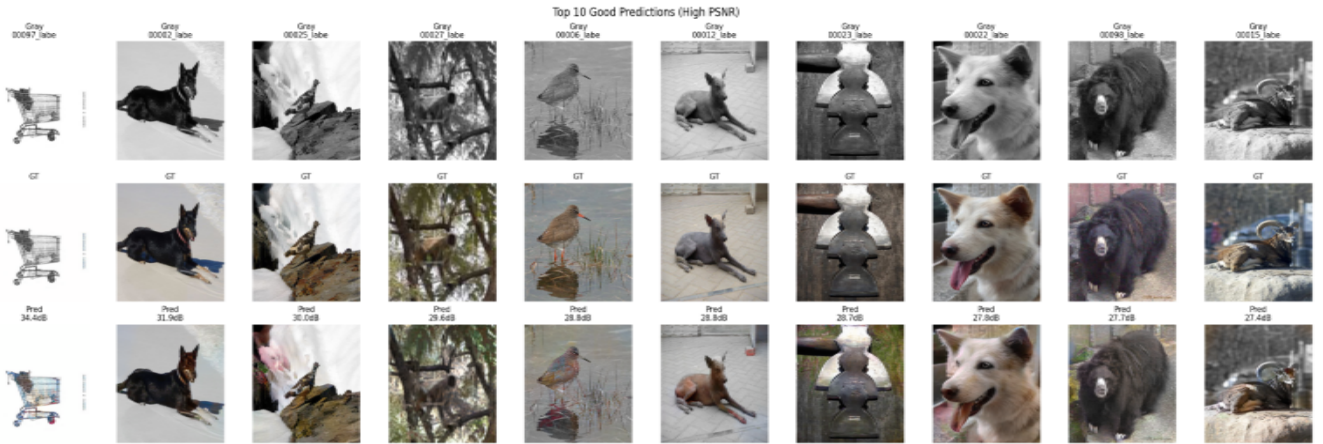 Top 10 Good Predictions (High PSNR)
Gray
00097_labe
Gray
00002_labe
Gray
00025_labe
Gray
00027_labe
Gray
00006_labe
Gray
00012_labe
Gray
00023_labe
Gray
00022_labe
Gray
00098_labe
Gray
00015_labe
GT
GT
GT
GT
GT
GT
GT
GT
GT
GT
Pred
34.4dB
Pred
31.9dB
Pred
30.0dB
Pred
29.6dB
Pred
28.8dB
Pred
28.8dB
Pred
28.7dB
Pred
27.8dB
Pred
27.7dB
Pred
27.4dB